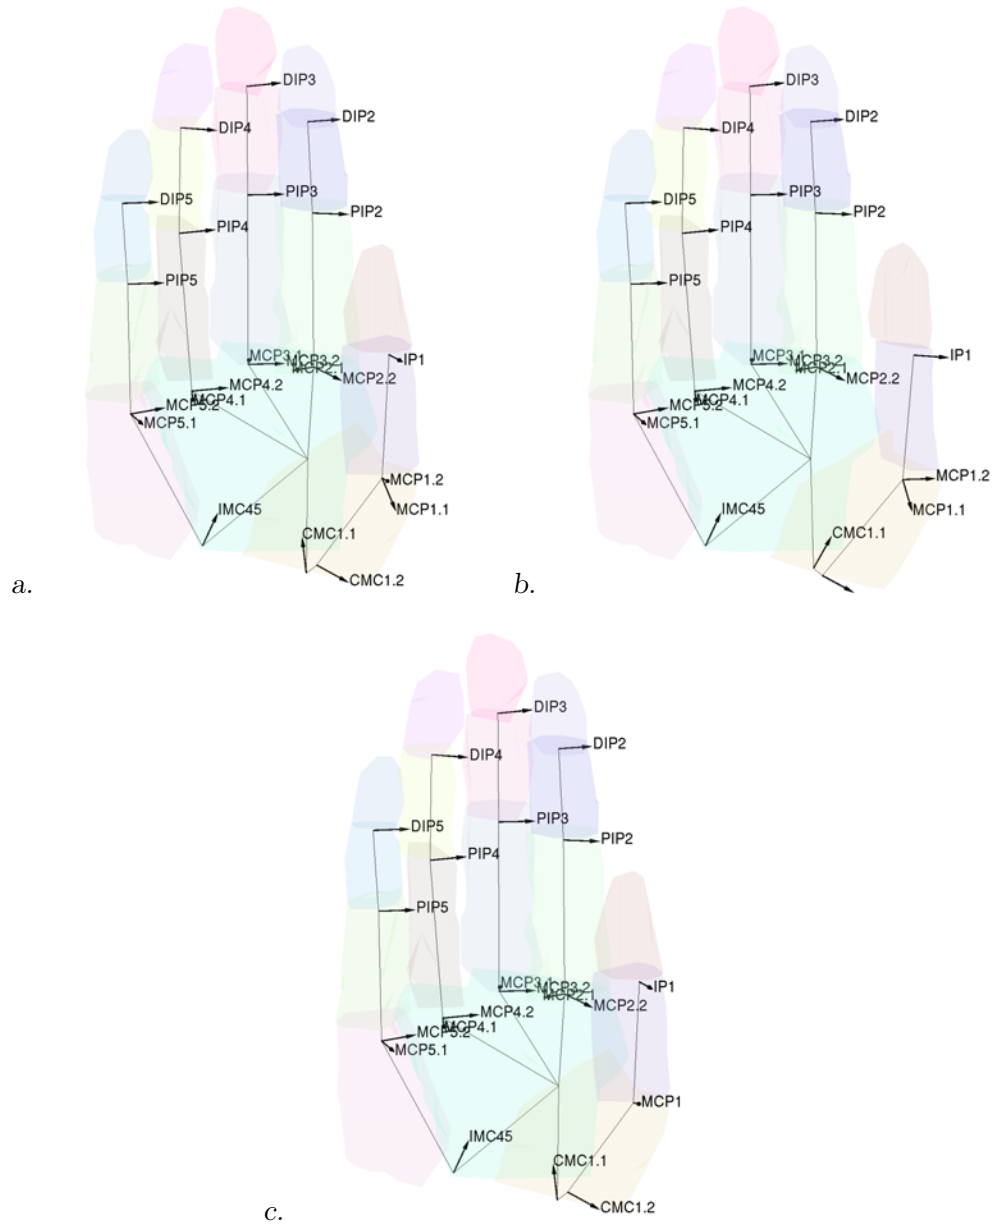 DIP3
DIP2
DIP4
PIP3
DIP5
PIP2
PIP4
PIP5
MCP3.1
MCP3.2
IP1
MCP2.1
MCP2.2
MCP4.2
MCP4.1
MCP5.2
MCP5.1
MCP1.2
IMC45
MCP1.1
CMC1.1
CMC1.2
a.
DIP3
DIP2
DIP4
PIP3
DIP5
PIP2
PIP4
PIP5
MCP3.1
MCP3.2
IP1
MCP2.1
MCP2.2
MCP4.2
MCP4.1
MCP5.2
MCP5.1
MCP1.2
IMC45
MCP1.1
CMC1.1
b.
DIP3
DIP2
DIP4
PIP3
DIP5
PIP2
PIP4
PIP5
MCP3.1
MCP3.2
IP1
MCP2.
MCP2.2
MCP4.2
MCP4.1
MCP5.2
MCP5.1
MCP1
IMC45
CMC1.1
CMC1.2
c.